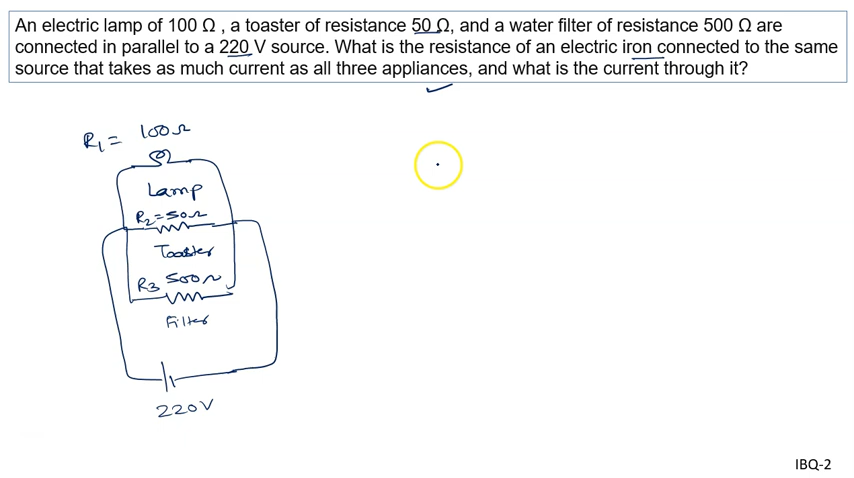 An electric lamp of 100 Ω , a toaster of resistance 50 Ω, and a water filter of resistance 500 Ω are
connected in parallel to a 220 V source. What is the resistance of an electric iron connected to the same
source that takes as much current as all three appliances, and what is the current through it?
R₁ = 100Ω
Lamp
R₂=50Ω
Toaster
R₃ 500Ω
Filter
220V
IBQ-2